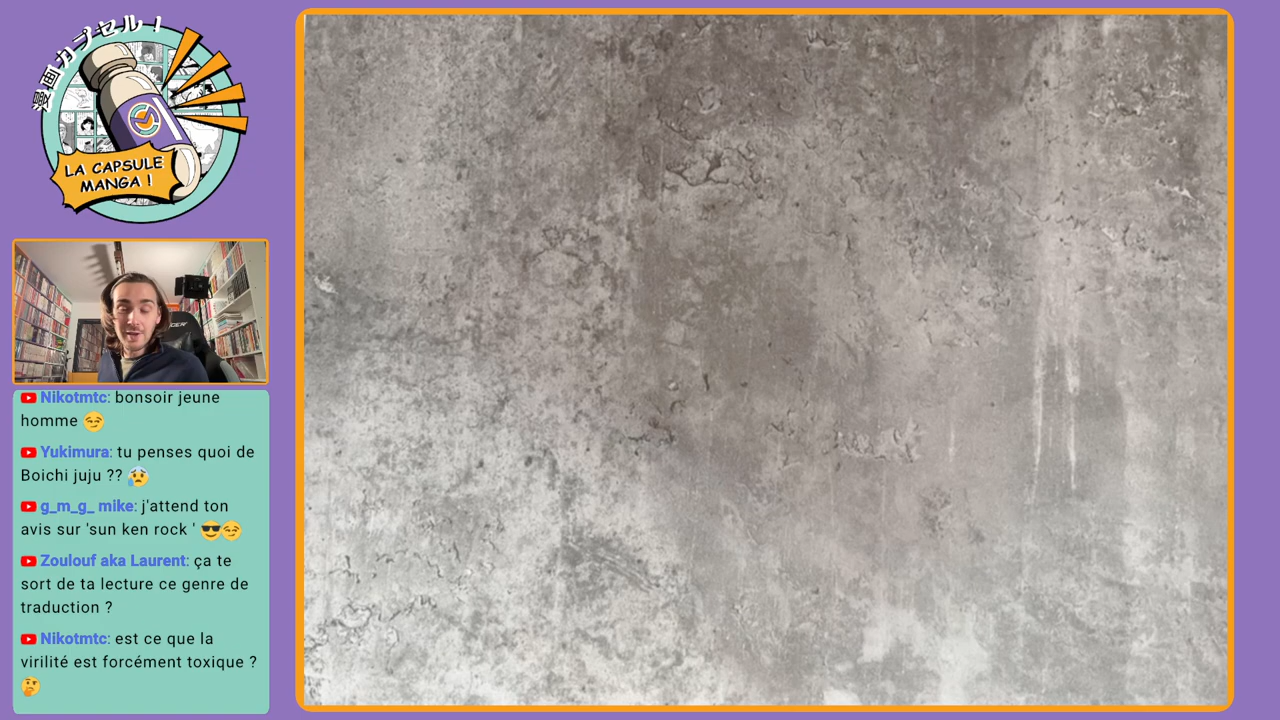 漫画カプセル！
LA CAPSULE
MANGA !
Nikotmtc: bonsoir jeune
homme 😏
Yukimura: tu penses quoi de
Boichi juju ?? 😰
g_m_g_ mike: j'attend ton
avis sur 'sun ken rock ' 😎😏
Zoulouf aka Laurent: ça te
sort de ta lecture ce genre de
traduction ?
Nikotmtc: est ce que la
virilité est forcément toxique ?
🤔